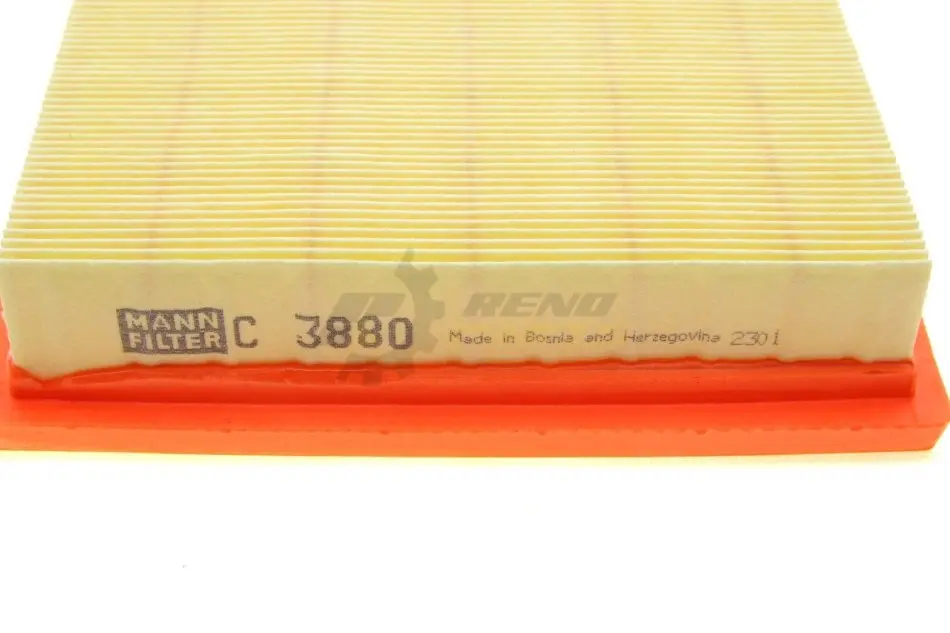 MANN
FILTER
C 3880
Made in Bosnia and Herzegovina 2301
RENO